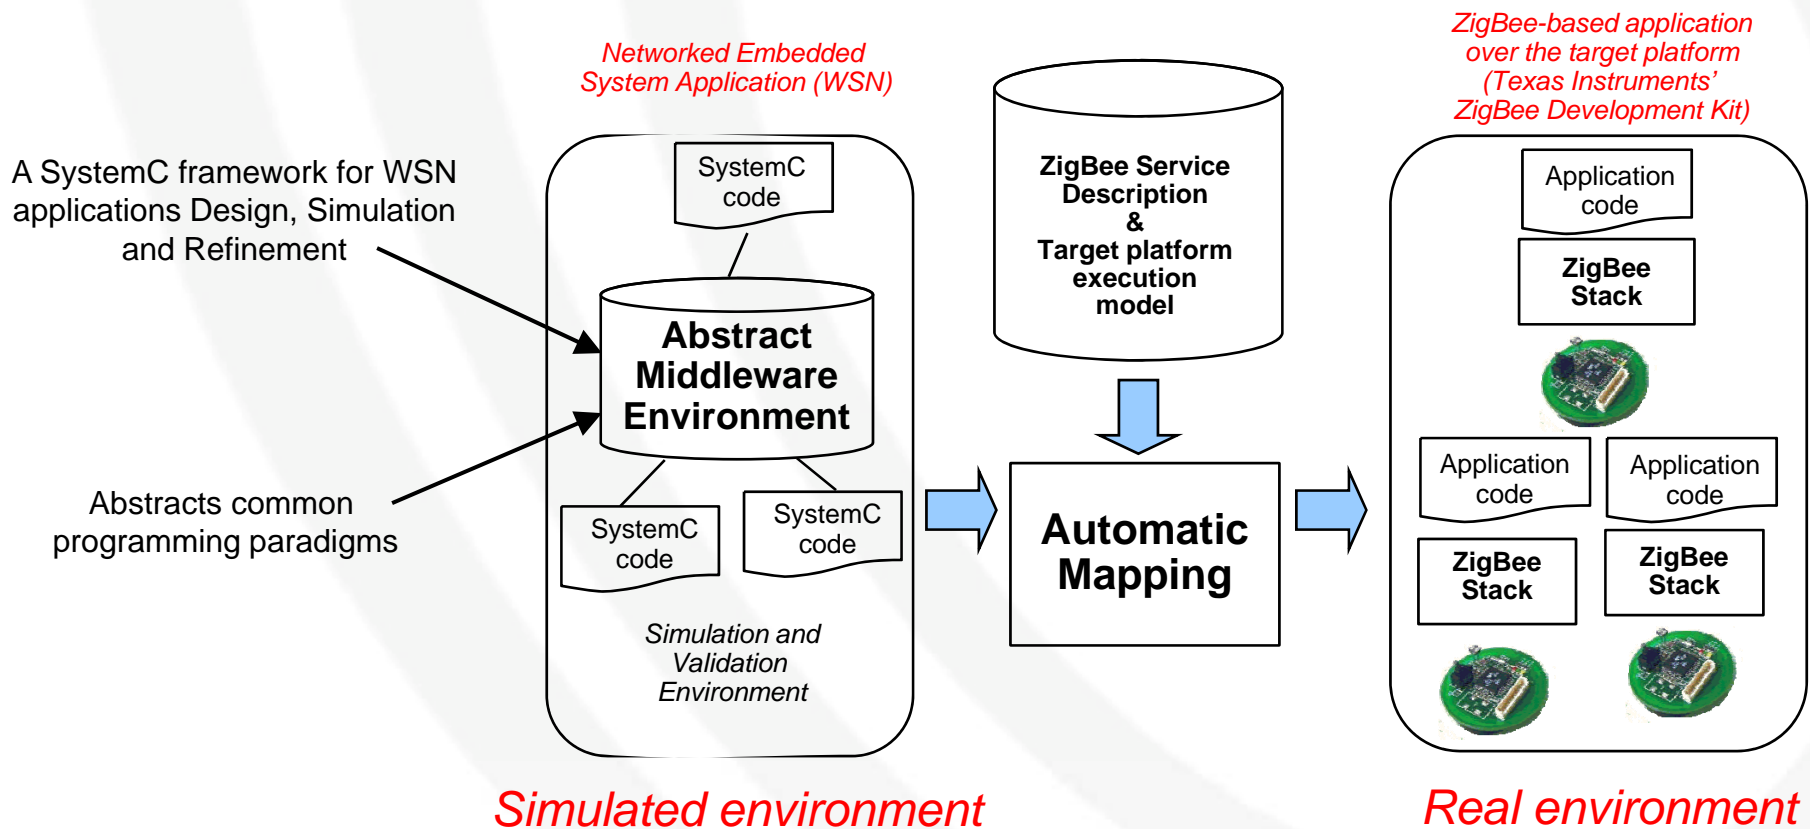 Networked Embedded
System Application (WSN)
ZigBee-based application
over the target platform
(Texas Instruments’
ZigBee Development Kit)
A SystemC framework for WSN
applications Design, Simulation
and Refinement
Abstracts common
programming paradigms
SystemC
code
Abstract
Middleware
Environment
SystemC
code
SystemC
code
Simulation and
Validation
Environment
ZigBee Service
Description
&
Target platform
execution
model
Automatic
Mapping
Application
code
ZigBee
Stack
Application
code
Application
code
ZigBee
Stack
ZigBee
Stack
Simulated environment
Real environment